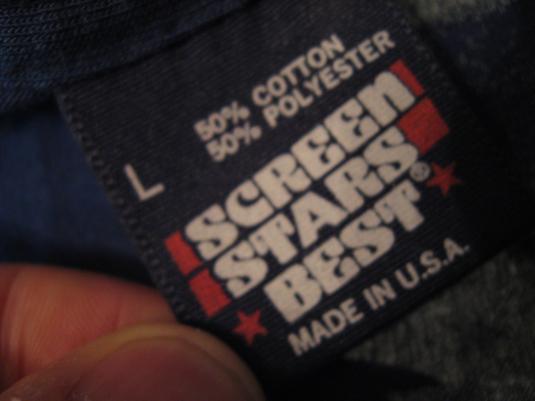 50% COTTON
50% POLYESTER
L
SCREEN
STARS®
BEST
MADE IN U.S.A.